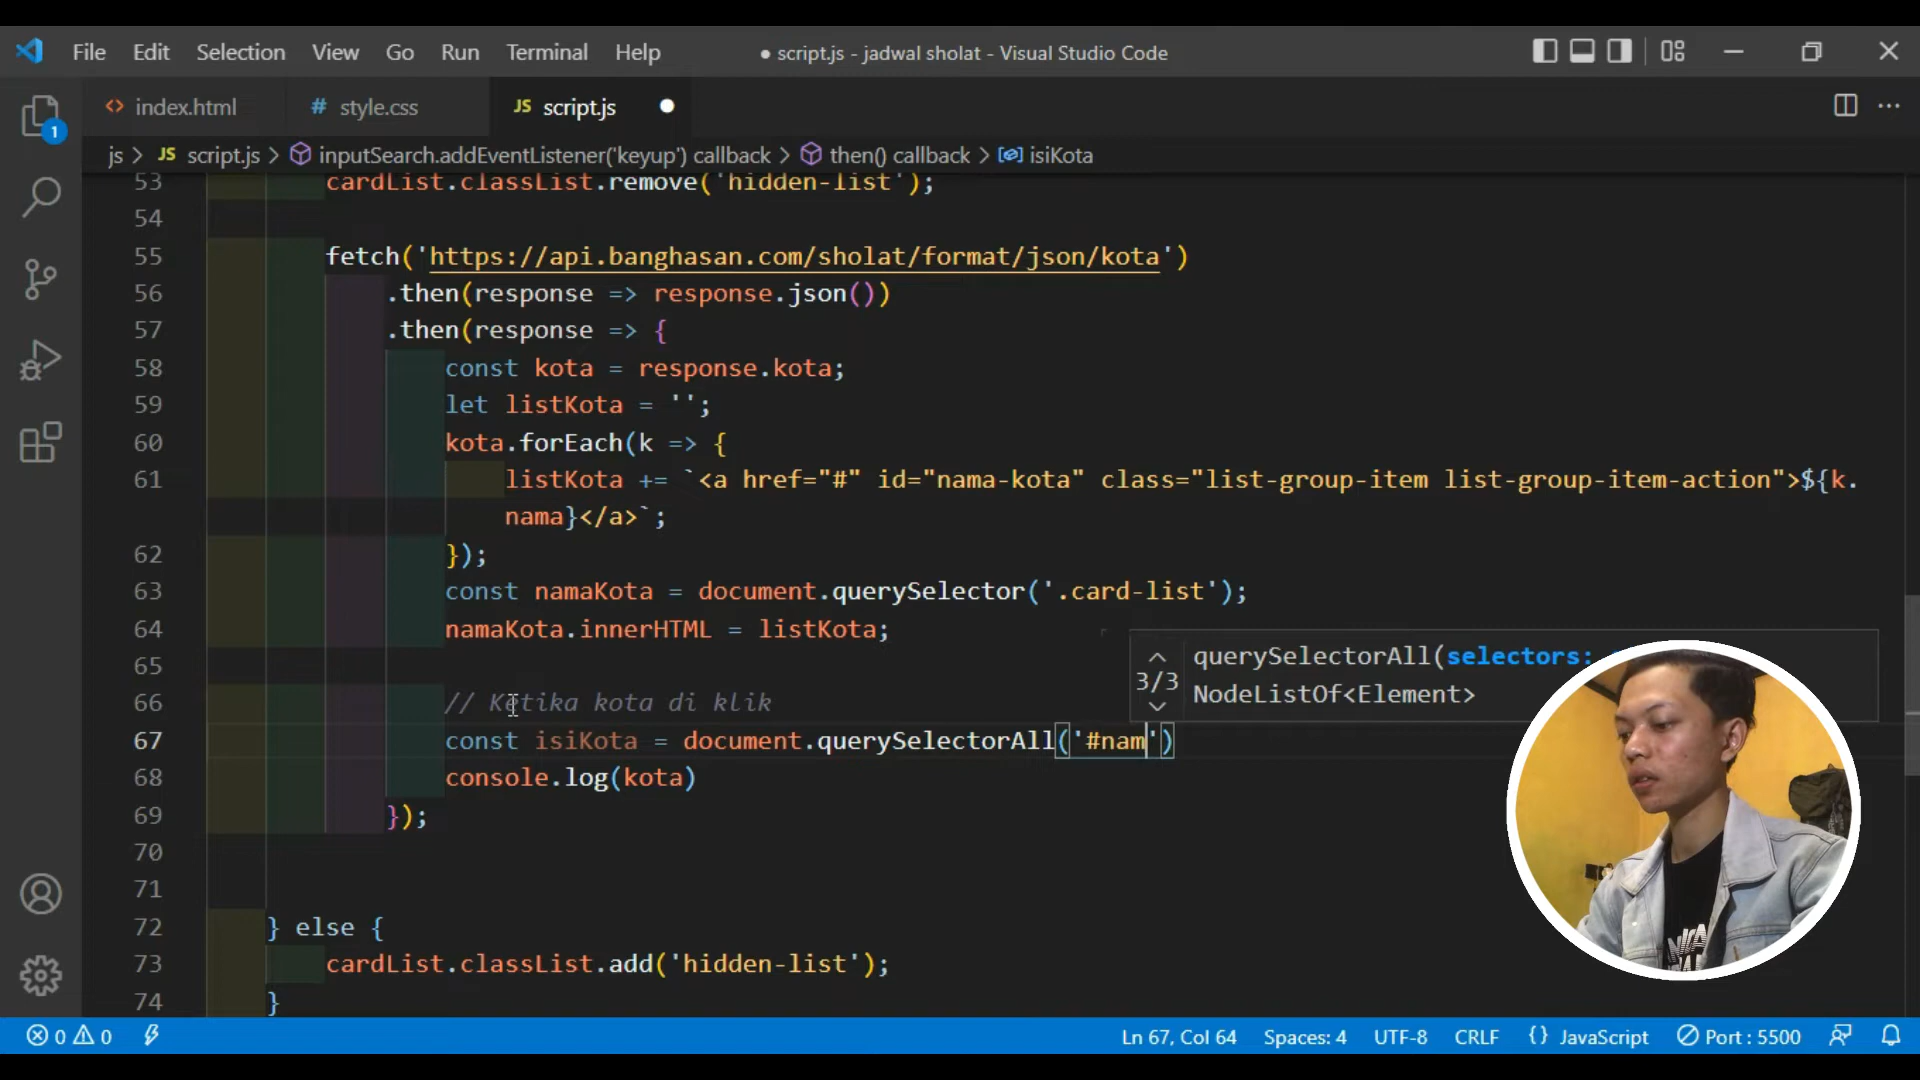 File Edit Selection View Go Run Terminal Help ● script.js - jadwal sholat - Visual Studio Code
1
<> index.html # style.css JS script.js ●
js > JS script.js > inputSearch.addEventListener('keyup') callback > then() callback > isiKota
53 cardList.classList.remove('hidden-list');
54
55 fetch('https://api.banghasan.com/sholat/format/json/kota')
56 .then(response => response.json())
57 .then(response => {
58 const kota = response.kota;
59 let listKota = '';
60 kota.forEach(k => {
61 listKota += `<a href="#" id="nama-kota" class="list-group-item list-group-item-action">${k.
nama}</a>`;
62 });
63 const namaKota = document.querySelector('.card-list');
64 namaKota.innerHTML = listKota;
65
66 // Ketika kota di klik
67 const isiKota = document.querySelectorAll('#nam')
68 console.log(kota)
69 });
70
71
72 } else {
73 cardList.classList.add('hidden-list');
74 }
3/3 querySelectorAll(selectors:
NodeListOf<Element>
0 0 Ln 67, Col 64 Spaces: 4 UTF-8 CRLF {} JavaScript Port : 5500